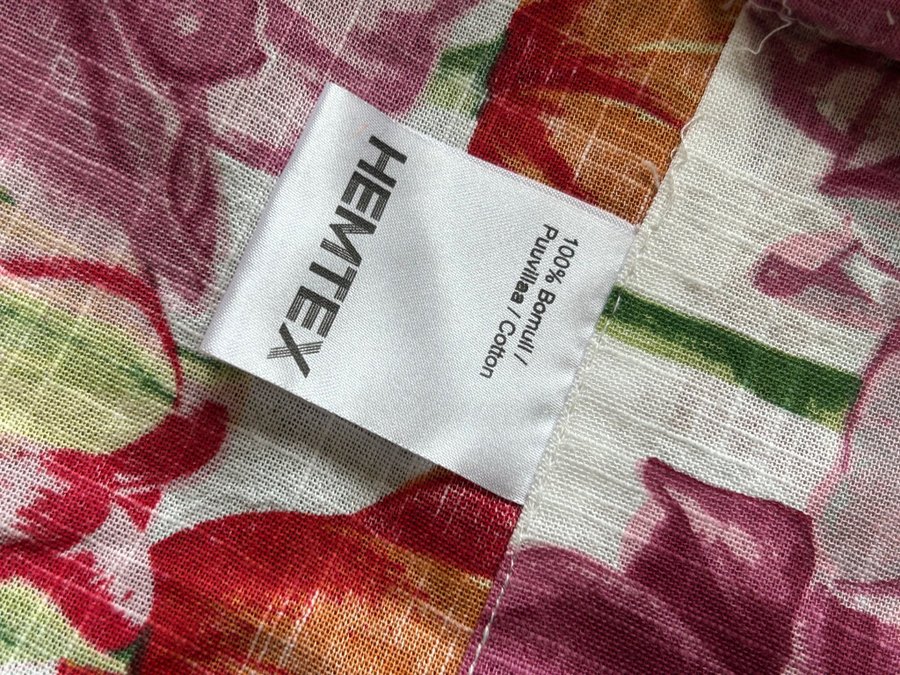 HEMTEX
100% Bomull /
Puuvillaa / Cotton